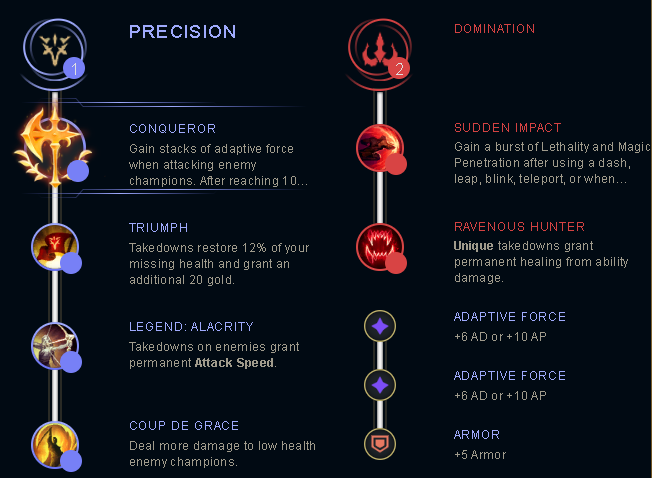 PRECISION
1
CONQUEROR
Gain stacks of adaptive force
when attacking enemy
champions. After reaching 10...
TRIUMPH
Takedowns restore 12% of your
missing health and grant an
additional 20 gold.
LEGEND: ALACRITY
Takedowns on enemies grant
permanent Attack Speed.
COUP DE GRACE
Deal more damage to low health
enemy champions.
DOMINATION
2
SUDDEN IMPACT
Gain a burst of Lethality and Magic
Penetration after using a dash,
leap, blink, teleport, or when...
RAVENOUS HUNTER
Unique takedowns grant
permanent healing from ability
damage.
ADAPTIVE FORCE
+6 AD or +10 AP
ADAPTIVE FORCE
+6 AD or +10 AP
ARMOR
+5 Armor